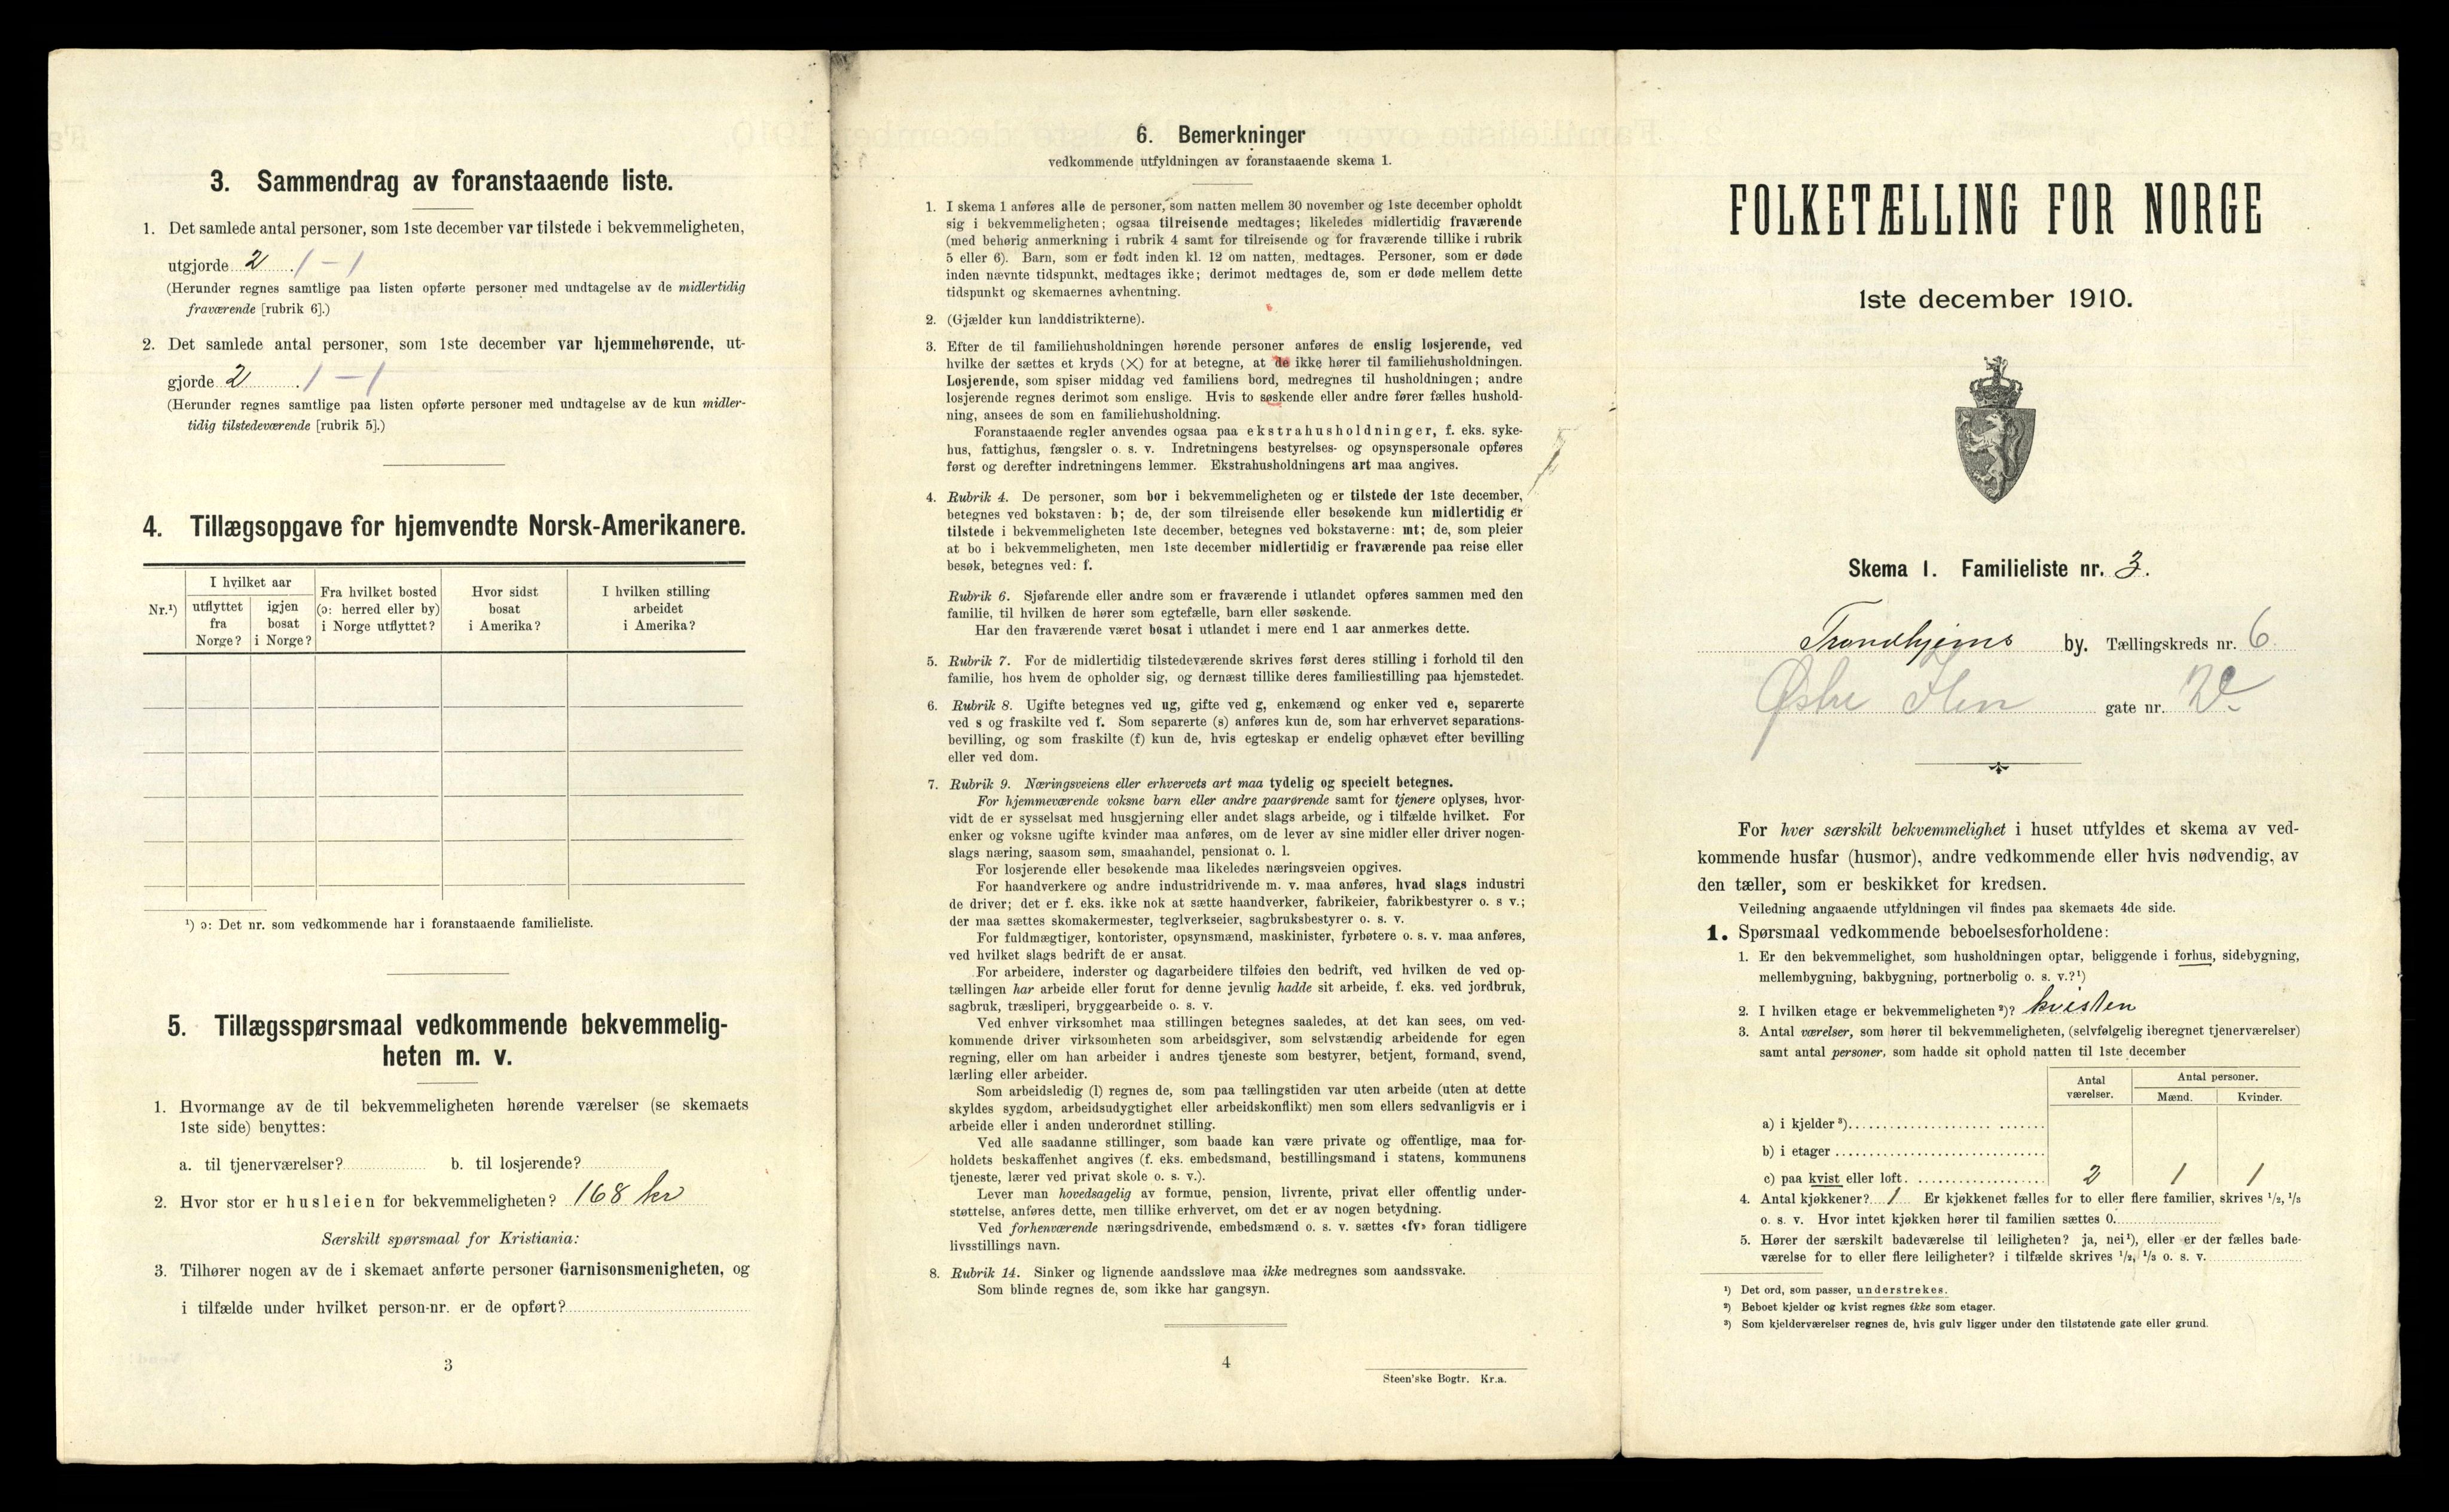 3. Sammendrag av foranstaaende liste.
1. Det samlede antal personer, som 1ste december var tilstede i bekvemmeligheten,
utgjorde 2 1 – 1
(Herunder regnes samtlige paa listen opførte personer med undtagelse av de midlertidig
fraværende [rubrik 6].)
2. Det samlede antal personer, som 1ste december var hjemmehørende, ut-
gjorde 2 1 – 1
(Herunder regnes samtlige paa listen opførte personer med undtagelse av de kun midler-
tidig tilstedeværende [rubrik 5].)
4. Tillægsopgave for hjemvendte Norsk-Amerikanere.
Nr.¹)
I hvilket aar
utflyttet fra Norge?
igjen bosat i Norge?
Fra hvilket bosted (ɔ: herred eller by) i Norge utflyttet?
Hvor sidst bosat i Amerika?
I hvilken stilling arbeidet i Amerika?
¹) ɔ: Det nr. som vedkommende har i foranstaaende familieliste.
5. Tillægsspørsmaal vedkommende bekvemmelig-
heten m. v.
1. Hvormange av de til bekvemmeligheten hørende værelser (se skemaets
1ste side) benyttes:
a. til tjenerværelser? b. til losjerende?
2. Hvor stor er husleien for bekvemmeligheten? 168 kr
Særskilt spørsmaal for Kristiania:
3. Tilhører nogen av de i skemaet anførte personer Garnisonsmenigheten, og
i tilfælde under hvilket person-nr. er de opført?
3
6. Bemerkninger
vedkommende utfyldningen av foranstaaende skema 1.
1. I skema 1 anføres alle de personer, som natten mellem 30 november og 1ste december opholdt
sig i bekvemmeligheten; ogsaa tilreisende medtages; likeledes midlertidig fraværende
(med behørig anmerkning i rubrik 4 samt for tilreisende og for fraværende tillike i rubrik
5 eller 6). Barn, som er født inden kl. 12 om natten, medtages. Personer, som er døde
inden nævnte tidspunkt, medtages ikke; derimot medtages de, som er døde mellem dette
tidspunkt og skemaernes avhentning.
2. (Gjælder kun landdistrikterne).
3. Efter de til familiehusholdningen hørende personer anføres de enslig losjerende, ved
hvilke der sættes et kryds (×) for at betegne, at de ikke hører til familiehusholdningen.
Losjerende, som spiser middag ved familiens bord, medregnes til husholdningen; andre
losjerende regnes derimot som enslige. Hvis to søskende eller andre fører fælles hushold-
ning, ansees de som en familiehusholdning.
Foranstaaende regler anvendes ogsaa paa ekstrahusholdninger, f. eks. syke-
hus, fattighus, fængsler o. s. v. Indretningens bestyrelses- og opsynspersonale opføres
først og derefter indretningens lemmer. Ekstrahusholdningens art maa angives.
4. Rubrik 4. De personer, som bor i bekvemmeligheten og er tilstede der 1ste december,
betegnes ved bokstaven: b; de, der som tilreisende eller besøkende kun midlertidig er
tilstede i bekvemmeligheten 1ste december, betegnes ved bokstaverne: mt; de, som pleier
at bo i bekvemmeligheten, men 1ste december midlertidig er fraværende paa reise eller
besøk, betegnes ved: f.
Rubrik 6. Sjøfarende eller andre som er fraværende i utlandet opføres sammen med den
familie, til hvilken de hører som egtefælle, barn eller søskende.
Har den fraværende været bosat i utlandet i mere end 1 aar anmerkes dette.
5. Rubrik 7. For de midlertidig tilstedeværende skrives først deres stilling i forhold til den
familie, hos hvem de opholder sig, og dernæst tillike deres familiestilling paa hjemstedet.
6. Rubrik 8. Ugifte betegnes ved ug, gifte ved g, enkemænd og enker ved e, separerte
ved s og fraskilte ved f. Som separerte (s) anføres kun de, som har erhvervet separations-
bevilling, og som fraskilte (f) kun de, hvis egteskap er endelig ophævet efter bevilling
eller ved dom.
7. Rubrik 9. Næringsveiens eller erhvervets art maa tydelig og specielt betegnes.
For hjemmeværende voksne barn eller andre paarørende samt for tjenere oplyses, hvor-
vidt de er sysselsat med husgjerning eller andet slags arbeide, og i tilfælde hvilket. For
enker og voksne ugifte kvinder maa anføres, om de lever av sine midler eller driver nogen-
slags næring, saasom søm, smaahandel, pensionat o. l.
For losjerende eller besøkende maa likeledes næringsveien opgives.
For haandverkere og andre industridrivende m. v. maa anføres, hvad slags industri
de driver; det er f. eks. ikke nok at sætte haandverker, fabrikeier, fabrikbestyrer o. s v.;
der maa sættes skomakermester, teglverkseier, sagbruksbestyrer o. s. v.
For fuldmægtiger, kontorister, opsynsmænd, maskinister, fyrbøtere o. s. v. maa anføres,
ved hvilket slags bedrift de er ansat.
For arbeidere, inderster og dagarbeidere tilføies den bedrift, ved hvilken de ved op-
tællingen har arbeide eller forut for denne jevnlig hadde sit arbeide, f. eks. ved jordbruk,
sagbruk, træsliperi, bryggearbeide o. s. v.
Ved enhver virksomhet maa stillingen betegnes saaledes, at det kan sees, om ved-
kommende driver virksomheten som arbeidsgiver, som selvstændig arbeidende for egen
regning, eller om han arbeider i andres tjeneste som bestyrer, betjent, formand, svend,
lærling eller arbeider.
Som arbeidsledig (l) regnes de, som paa tællingstiden var uten arbeide (uten at dette
skyldes sygdom, arbeidsudygtighet eller arbeidskonflikt) men som ellers sedvanligvis er i
arbeide eller i anden underordnet stilling.
Ved alle saadanne stillinger, som baade kan være private og offentlige, maa for-
holdets beskaffenhet angives (f. eks. embedsmand, bestillingsmand i statens, kommunens
tjeneste, lærer ved privat skole o. s. v.).
Lever man hovedsagelig av formue, pension, livrente, privat eller offentlig under-
støttelse, anføres dette, men tillike erhvervet, om det er av nogen betydning.
Ved forhenværende næringsdrivende, embedsmænd o. s. v. sættes «fv» foran tidligere
livsstillings navn.
8. Rubrik 14. Sinker og lignende aandssløve maa ikke medregnes som aandssvake.
Som blinde regnes de, som ikke har gangsyn.
4
Steen'ske Bogtr. Kr.a.
FOLKETÆLLING FOR NORGE
1ste december 1910.
Skema 1. Familieliste nr. 3.
Trondhjems by. Tællingskreds nr. 6.
Østre Ilen gate nr.
For hver særskilt bekvemmelighet i huset utfyldes et skema av ved-
kommende husfar (husmor), andre vedkommende eller hvis nødvendig, av
den tæller, som er beskikket for kredsen.
Veiledning angaaende utfyldningen vil findes paa skemaets 4de side.
1. Spørsmaal vedkommende beboelsesforholdene:
1. Er den bekvemmelighet, som husholdningen optar, beliggende i forhus, sidebygning,
mellembygning, bakbygning, portnerbolig o. s. v.?¹)
2. I hvilken etage er bekvemmeligheten²)? kvisten
3. Antal værelser, som hører til bekvemmeligheten, (selvfølgelig iberegnet tjenerværelser)
samt antal personer, som hadde sit ophold natten til 1ste december
Antal værelser. Antal personer.
Mænd. Kvinder.
a) i kjelder³)
b) i etager
c) paa kvist eller loft. 2 1 1
4. Antal kjøkkener? 1 Er kjøkkenet fælles for to eller flere familier, skrives ¹/₂, ¹/₃
o. s. v. Hvor intet kjøkken hører til familien sættes 0.
5. Hører der særskilt badeværelse til leiligheten? ja, nei¹), eller er der fælles bade-
værelse for to eller flere leiligheter? i tilfælde skrives ¹/₂, ¹/₃ o. s. v.
¹) Det ord, som passer, understrekes.
²) Beboet kjelder og kvist regnes ikke som etager.
³) Som kjelderværelser regnes de, hvis gulv ligger under den tilstøtende gate eller grund.